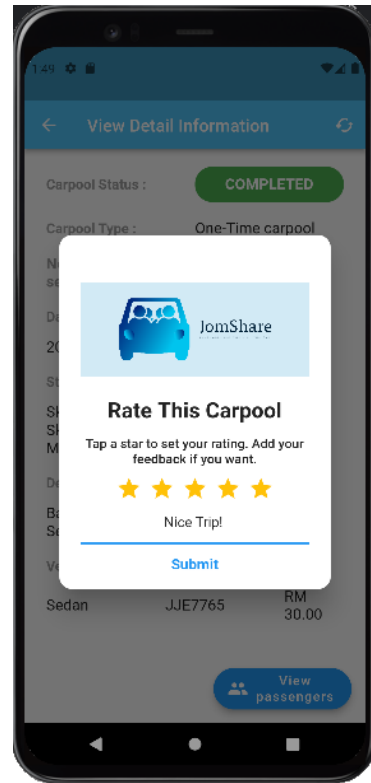 1:49
View Detail Information
Carpool Status :
COMPLETED
Carpool Type :
One-Time carpool
JomShare
Rate This Carpool
Tap a star to set your rating. Add your
feedback if you want.
Nice Trip!
Submit
Sedan
JJE7765
RM
30.00
View
passengers